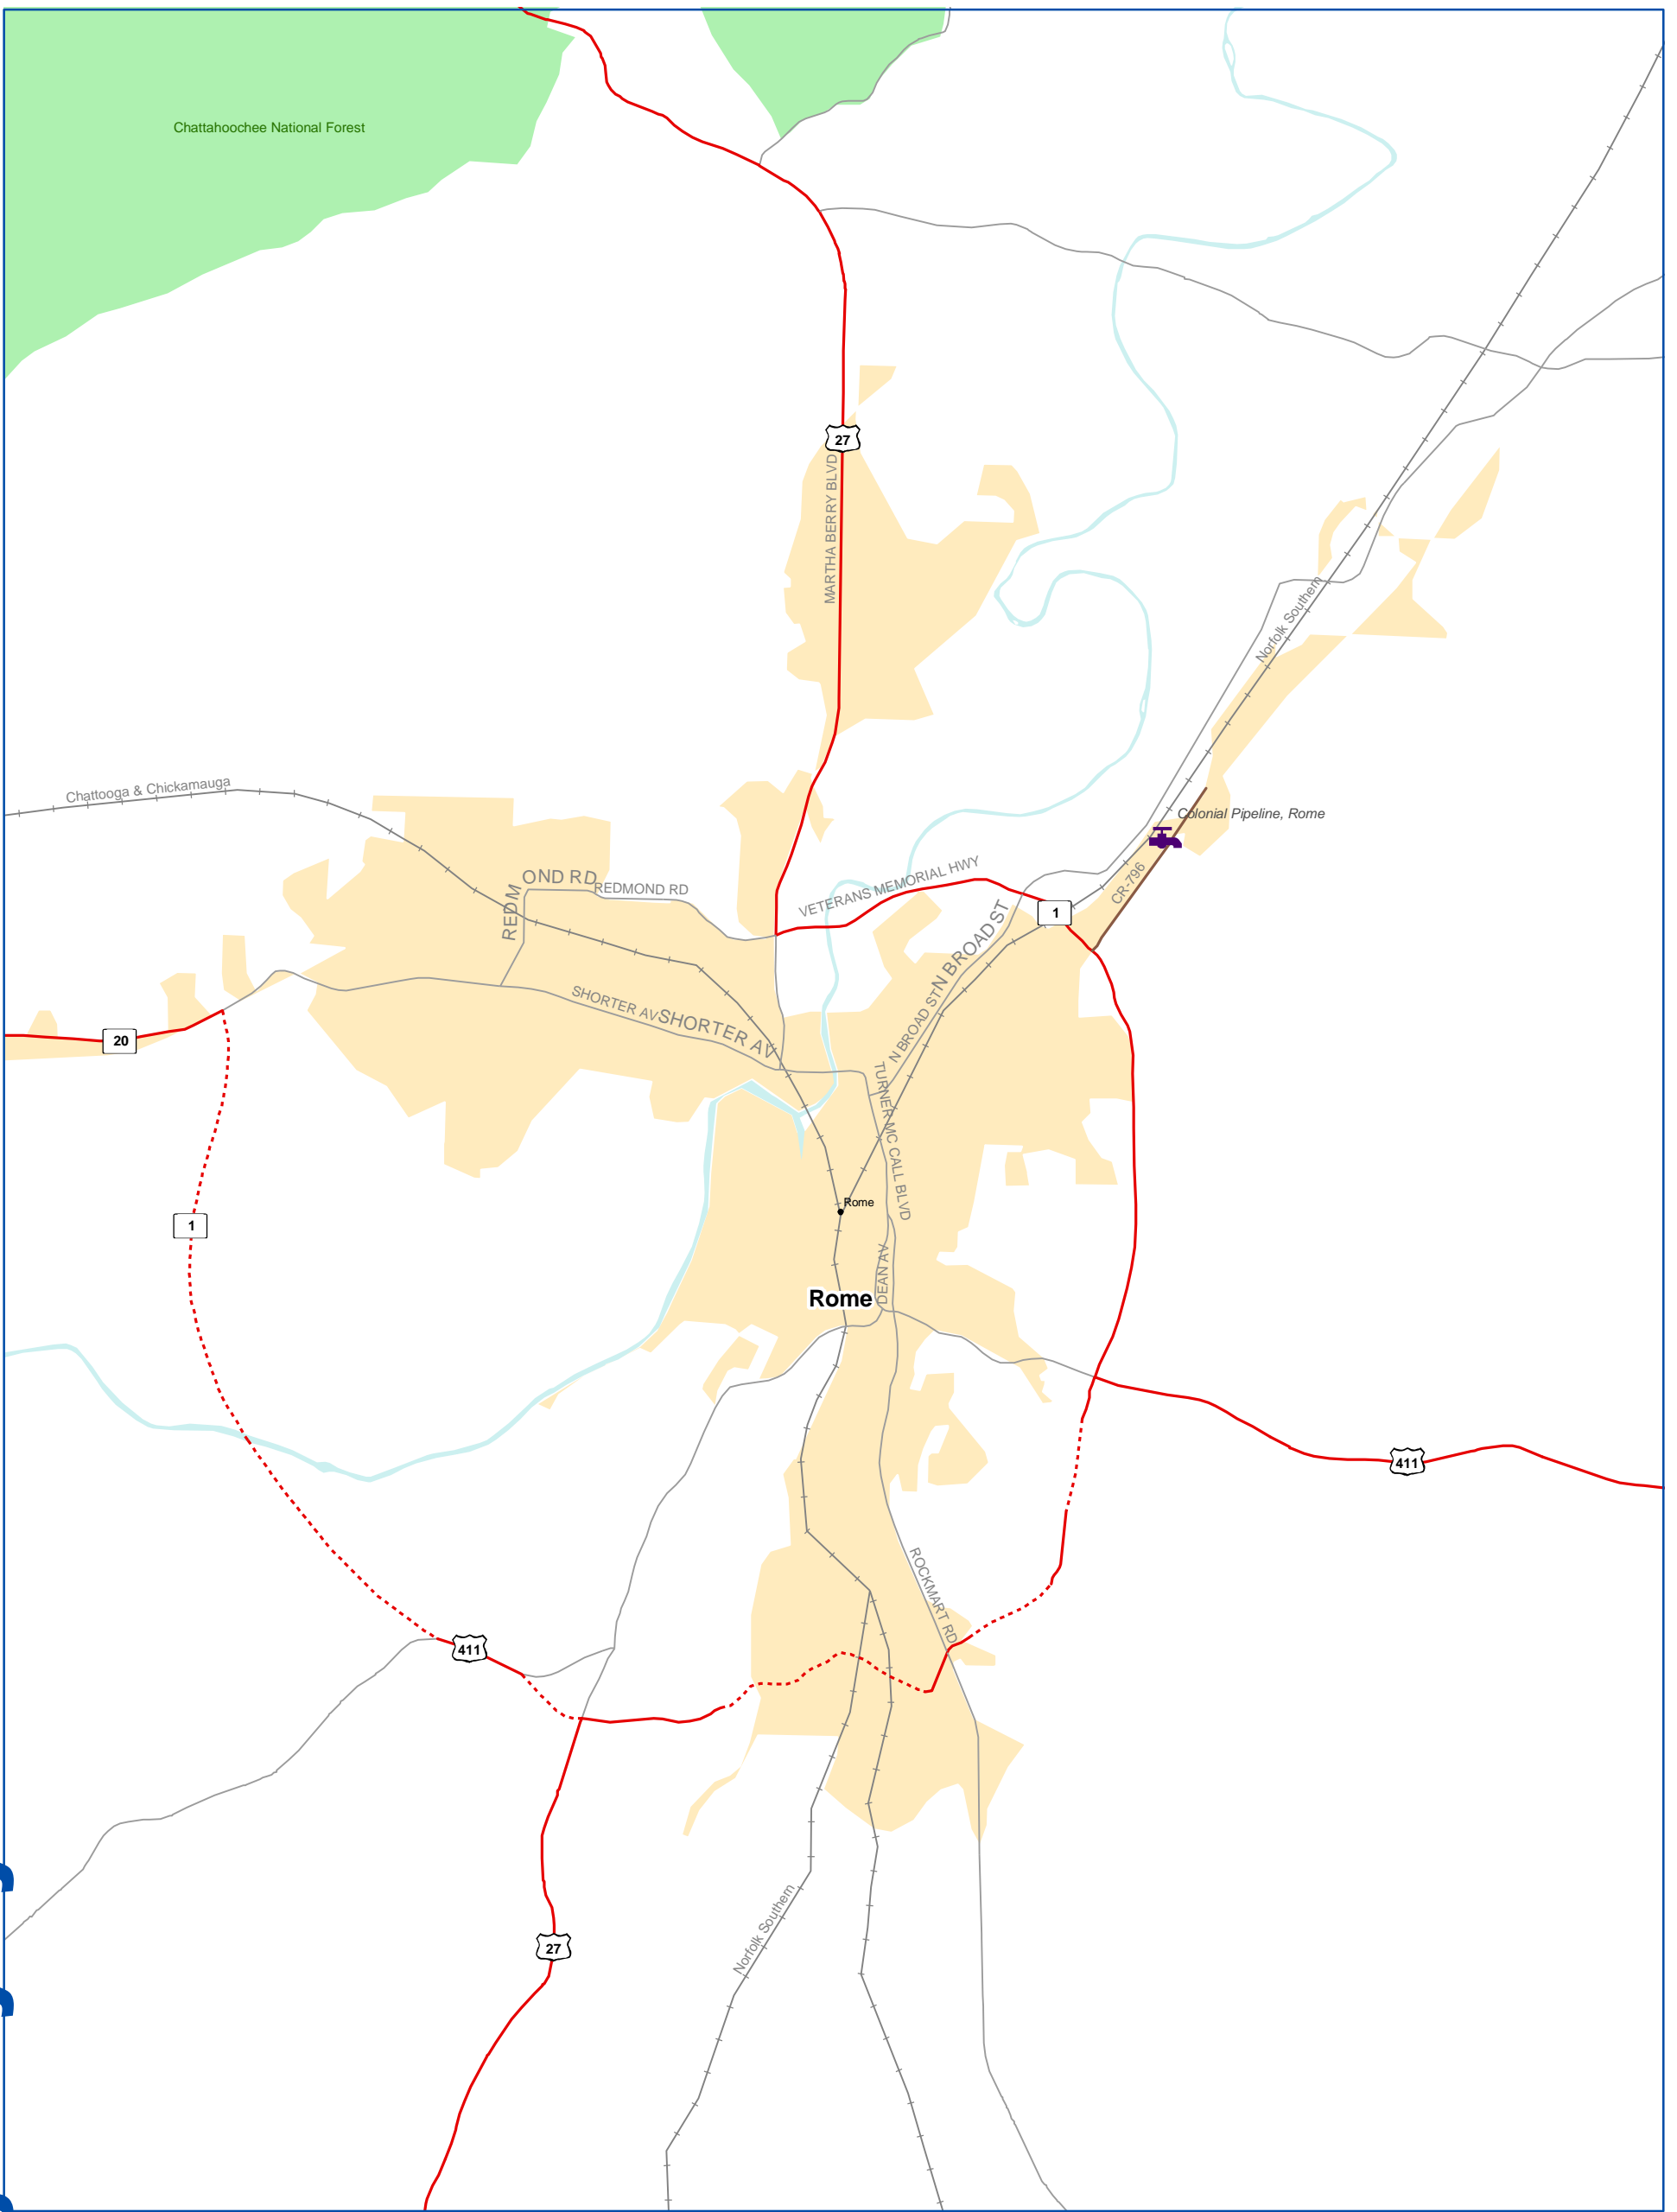 Chattahoochee National Forest
27
MARTHA BERRY BLVD
Norfolk Southern
Chattooga & Chickamauga
Colonial Pipeline, Rome
REDMOND RD
REDMOND RD
VETERANS MEMORIAL HWY
CR-796
1
N BROAD ST
N BROAD ST
SHORTER AV
SHORTER AV
20
TURNER MC CALL BLVD
Rome
1
DEAN AV
Rome
411
ROCKMART RD
411
Norfolk Southern
27